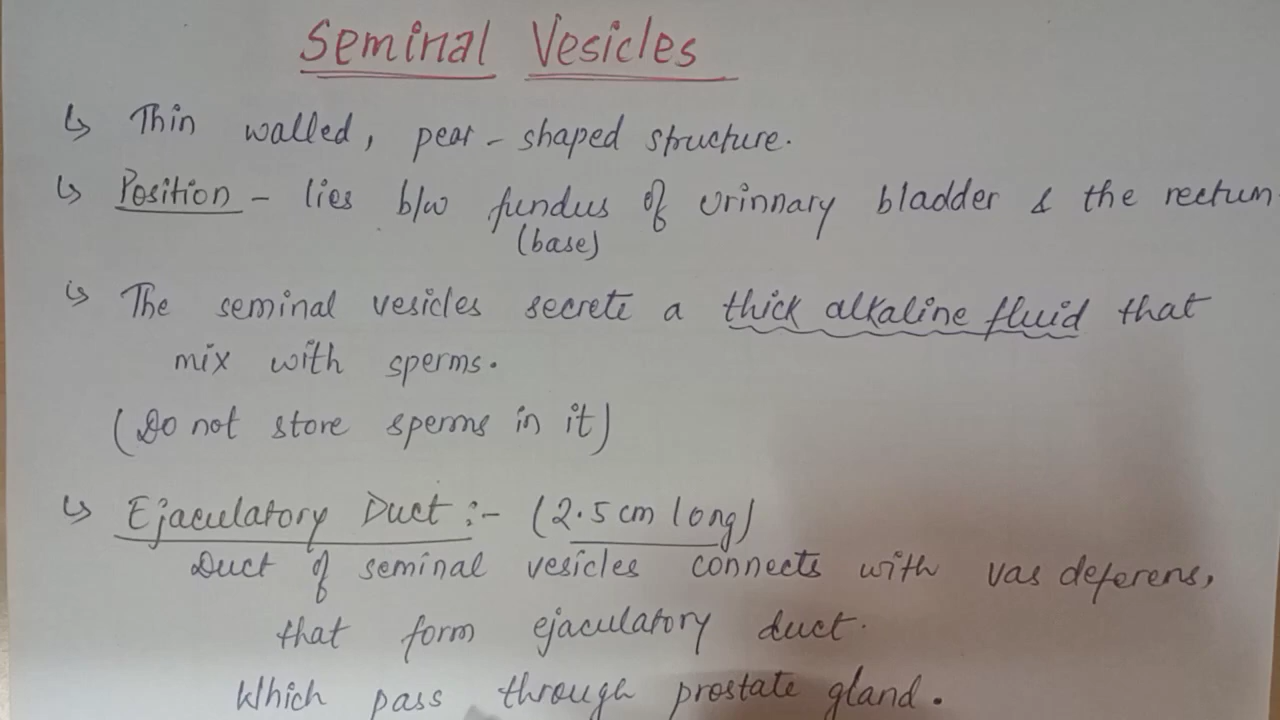 Seminal Vesicles
↳ Thin walled, pear - shaped structure.
↳ Position - lies b/w fundus of urinnary bladder & the rectum
(base)
↳ The seminal vesicles secrete a thick alkaline fluid that
mix with sperms.
(Do not store sperms in it)
↳ Ejaculatory Duct :- (2.5 cm long)
Duct of seminal vesicles connects with vas deferens,
that form ejaculatory duct.
Which pass through prostate gland.